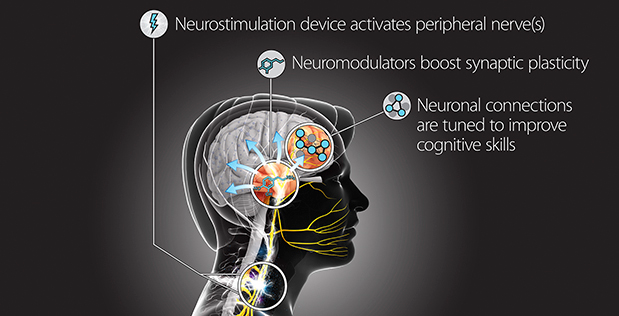 Neurostimulation device activates peripheral nerve(s)
Neuromodulators boost synaptic plasticity
Neuronal connections
are tuned to improve
cognitive skills